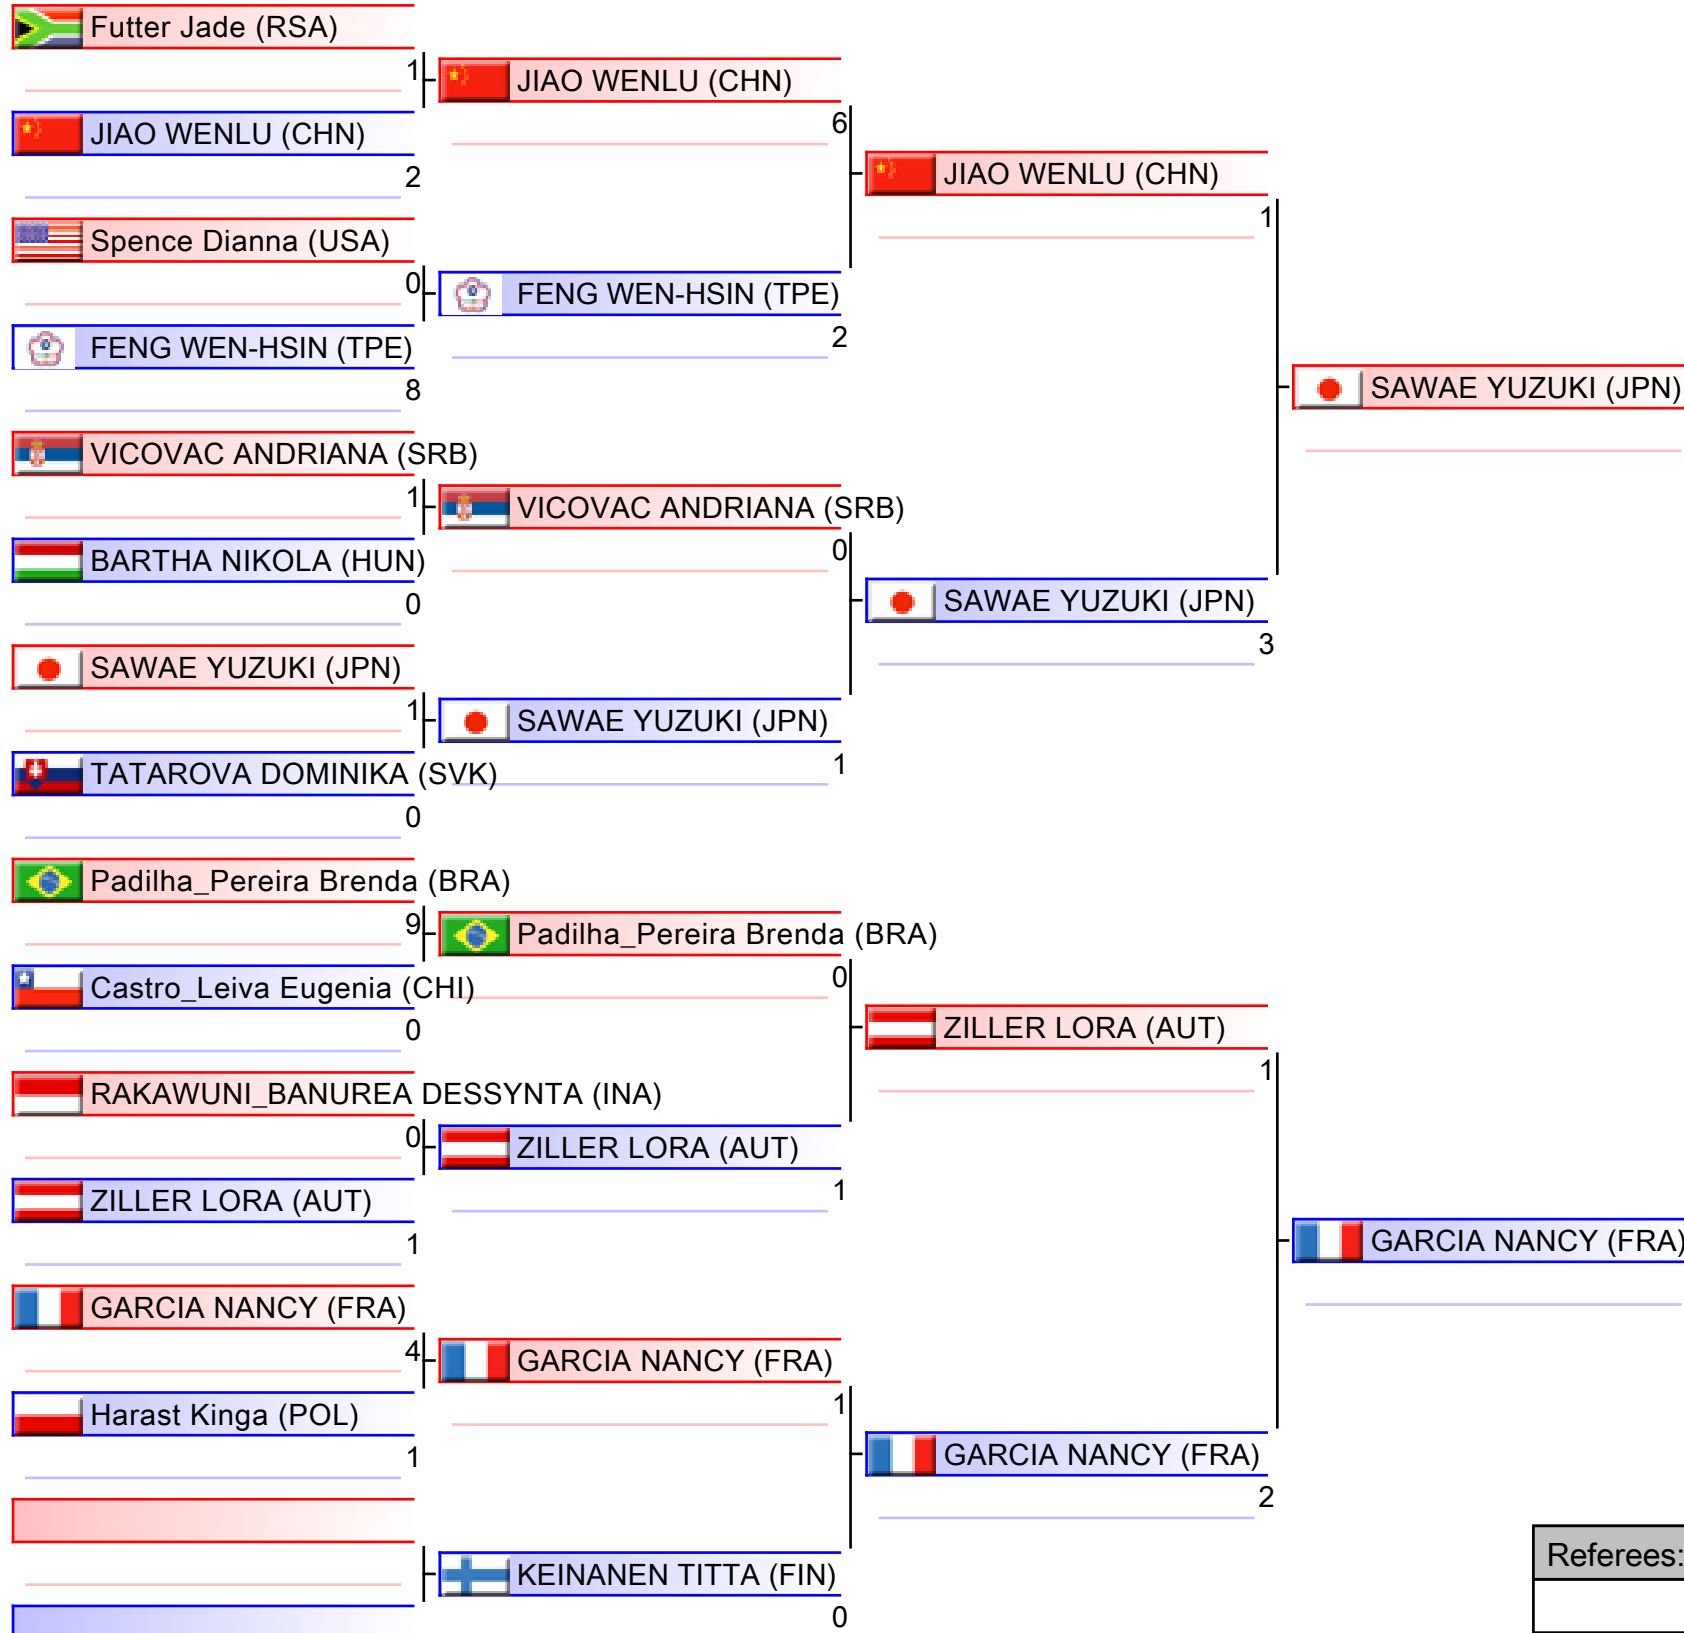 Futter Jade (RSA)
1
JIAO WENLU (CHN)
2
Spence Dianna (USA)
0
FENG WEN-HSIN (TPE)
8
VICOVAC ANDRIANA (SRB)
1
BARTHA NIKOLA (HUN)
0
SAWAE YUZUKI (JPN)
1
TATAROVA DOMINIKA (SVK)
0
Padilha_Pereira Brenda (BRA)
9
Castro_Leiva Eugenia (CHI)
0
RAKAWUNI_BANUREA DESSYNTA (INA)
0
ZILLER LORA (AUT)
1
GARCIA NANCY (FRA)
4
Harast Kinga (POL)
1
JIAO WENLU (CHN)
6
FENG WEN-HSIN (TPE)
2
VICOVAC ANDRIANA (SRB)
0
SAWAE YUZUKI (JPN)
1
Padilha_Pereira Brenda (BRA)
0
ZILLER LORA (AUT)
1
GARCIA NANCY (FRA)
1
KEINANEN TITTA (FIN)
0
JIAO WENLU (CHN)
1
SAWAE YUZUKI (JPN)
3
ZILLER LORA (AUT)
1
GARCIA NANCY (FRA)
2
SAWAE YUZUKI (JPN)
GARCIA NANCY (FRA)
Referees: